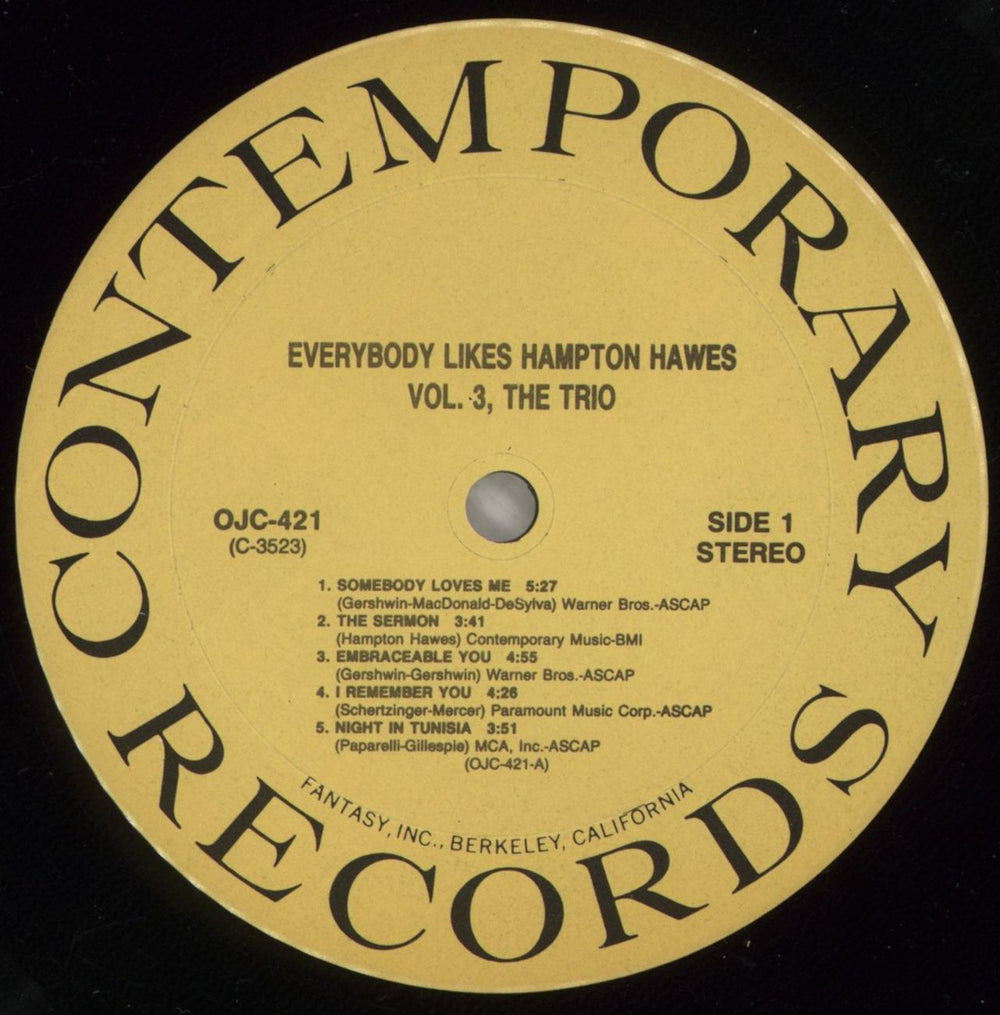 CONTEMPORARY
EVERYBODY LIKES HAMPTON HAWES
VOL. 3, THE TRIO
OJC-421
(C-3523)
SIDE 1
STEREO
1. SOMEBODY LOVES ME 5:27
(Gershwin-MacDonald-DeSylva) Warner Bros.-ASCAP
2. THE SERMON 3:41
(Hampton Hawes) Contemporary Music-BMI
3. EMBRACEABLE YOU 4:55
(Gershwin-Gershwin) Warner Bros.-ASCAP
4. I REMEMBER YOU 4:26
(Schertzinger-Mercer) Paramount Music Corp.-ASCAP
5. NIGHT IN TUNISIA 3:51
(Paparelli-Gillespie) MCA, Inc.-ASCAP
(OJC-421-A)
FANTASY, INC., BERKELEY, CALIFORNIA
RECORDS